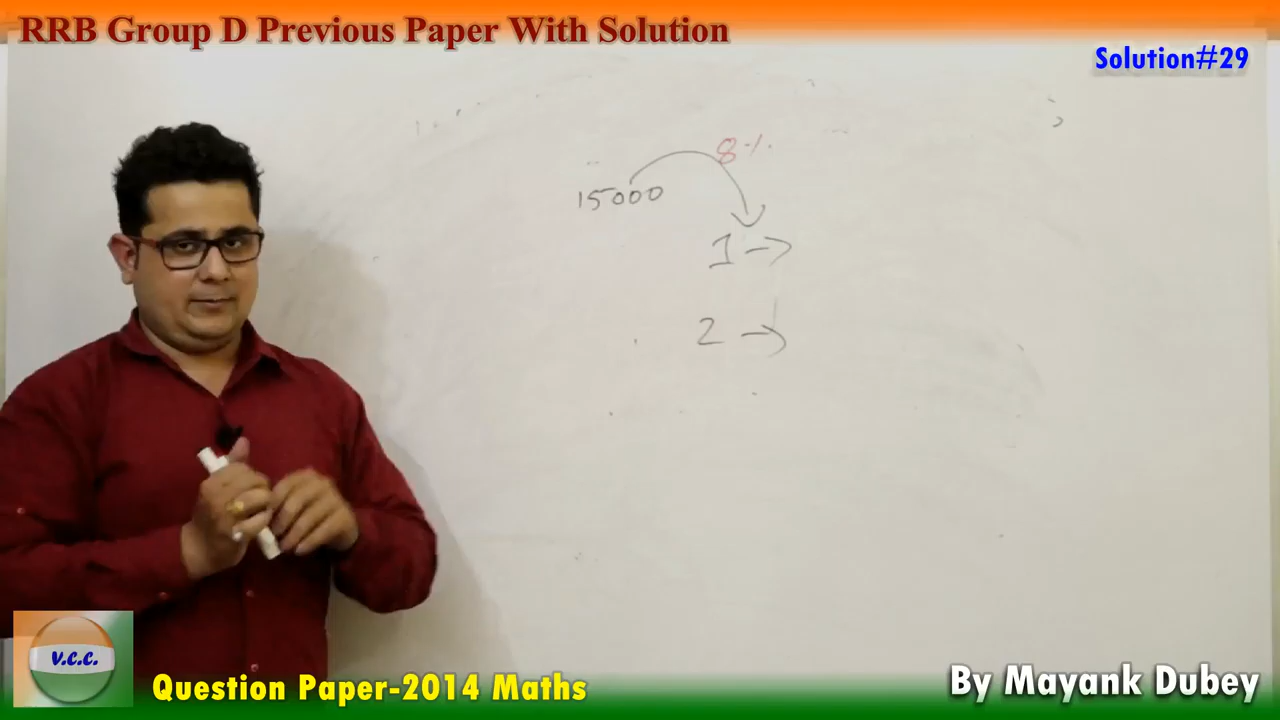 RRB Group D Previous Paper With Solution
Solution#29
8%
15000
1 →
2 →
V.C.C.
Question Paper-2014 Maths
By Mayank Dubey